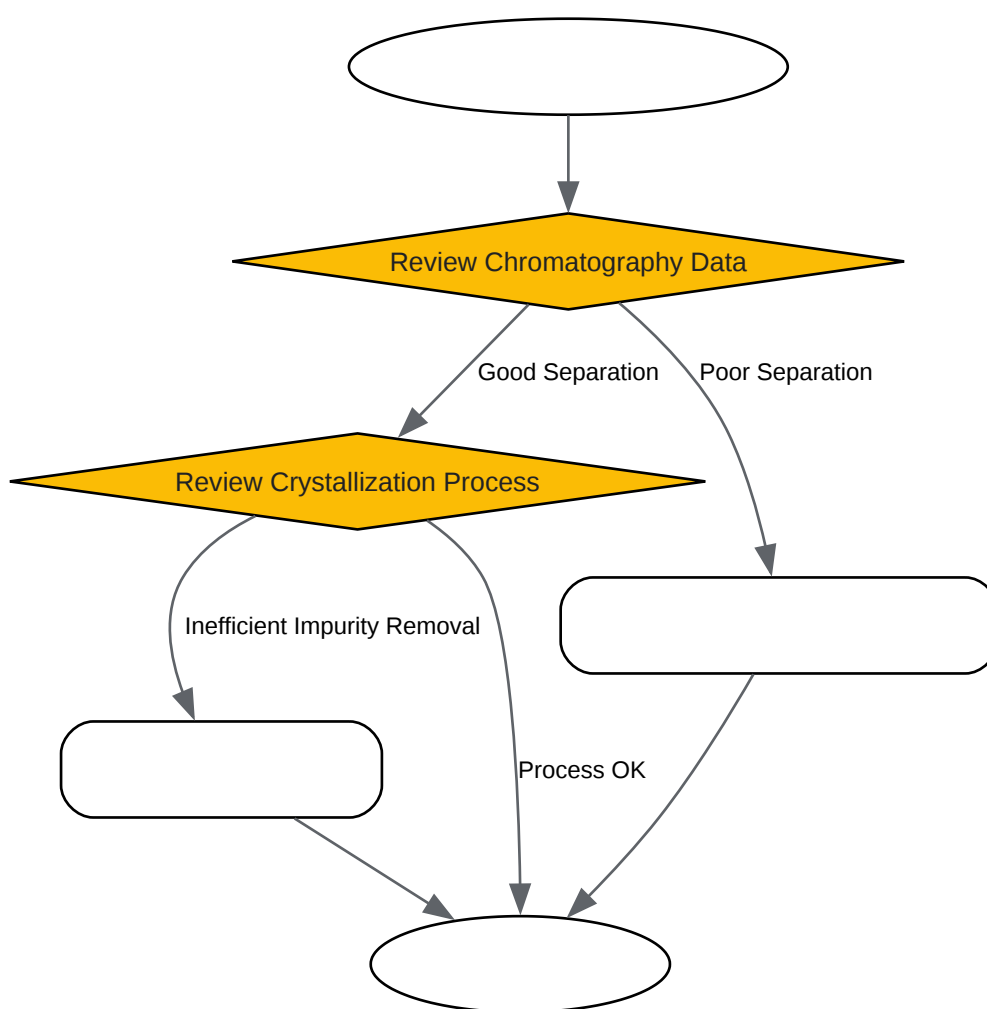 Review Chromatography Data
Good Separation
Poor Separation
Review Crystallization Process
Inefficient Impurity Removal
Process OK